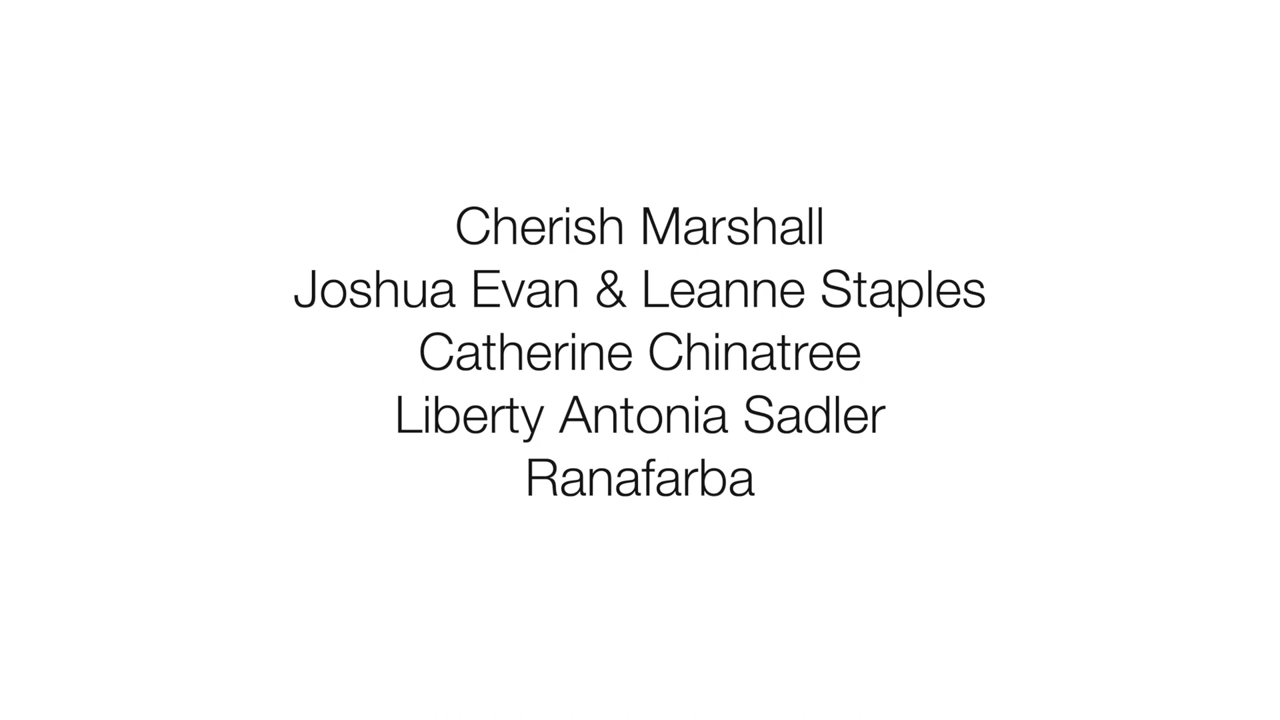 Cherish Marshall
Joshua Evan & Leanne Staples
Catherine Chinatree
Liberty Antonia Sadler
Ranafarba